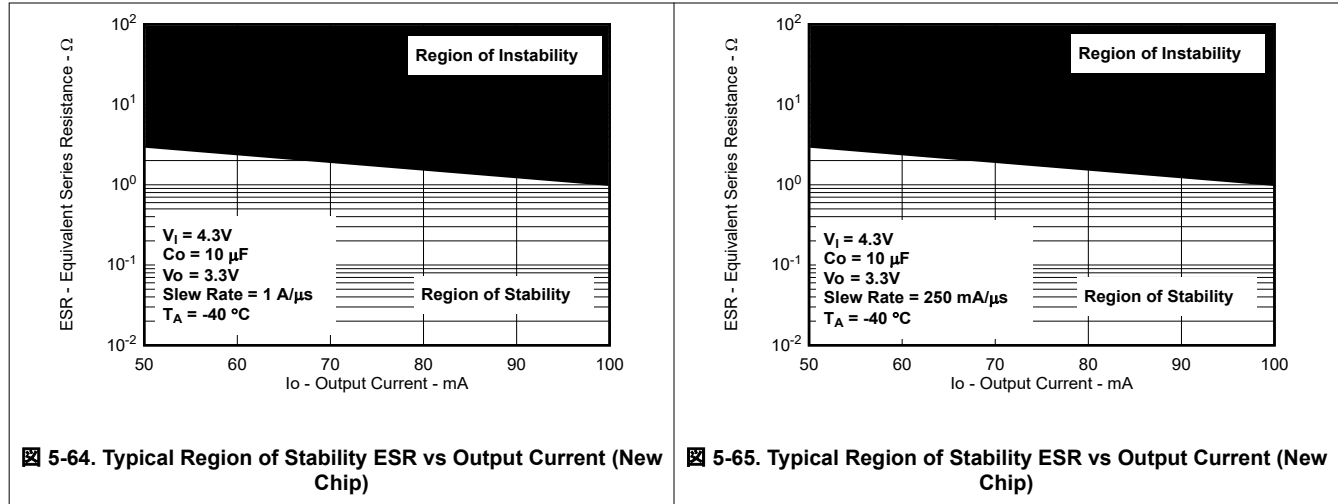 ESR - Equivalent Series Resistance - Ω
10²
10¹
10⁰
10⁻¹
10⁻²
Region of Instability
V_I = 4.3V
Co = 10 µF
Vo = 3.3V
Slew Rate = 1 A/µs
T_A = -40 °C
Region of Stability
50 60 70 80 90 100
Io - Output Current - mA
図 5-64. Typical Region of Stability ESR vs Output Current (New
Chip)
ESR - Equivalent Series Resistance - Ω
10²
10¹
10⁰
10⁻¹
10⁻²
Region of Instability
V_I = 4.3V
Co = 10 µF
Vo = 3.3V
Slew Rate = 250 mA/µs
T_A = -40 °C
Region of Stability
50 60 70 80 90 100
Io - Output Current - mA
図 5-65. Typical Region of Stability ESR vs Output Current (New
Chip)